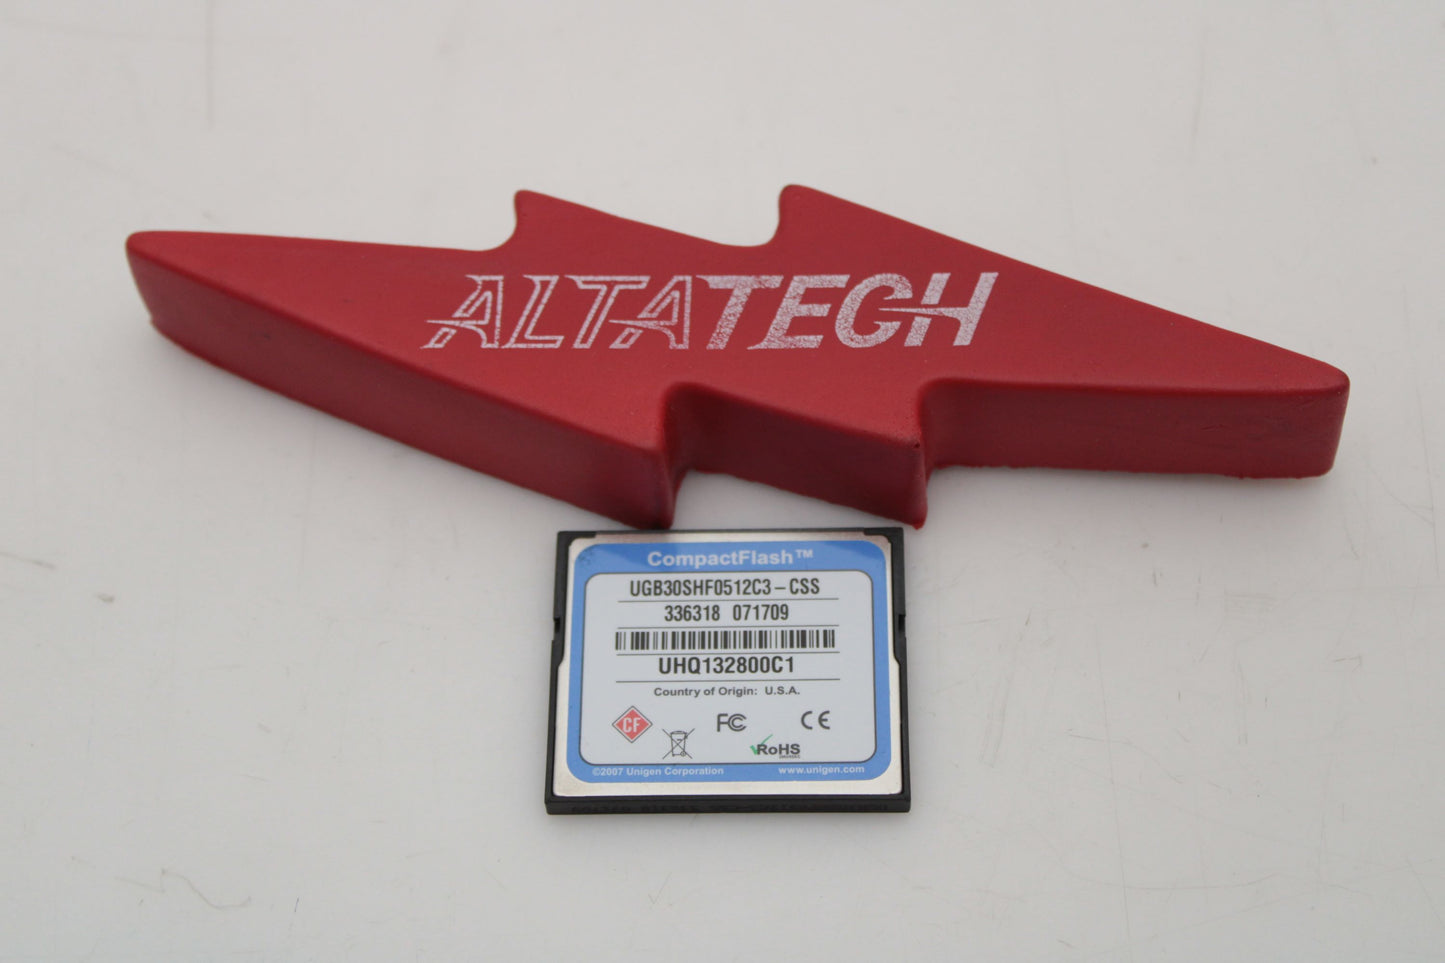 ALTATECH
CompactFlash™
UGB30SHF0512C3-CSS
336318 071709
UHQ132800C1
Country of Origin: U.S.A.
CF
FC
CE
RoHS
©2007 Unigen Corporation
www.unigen.com